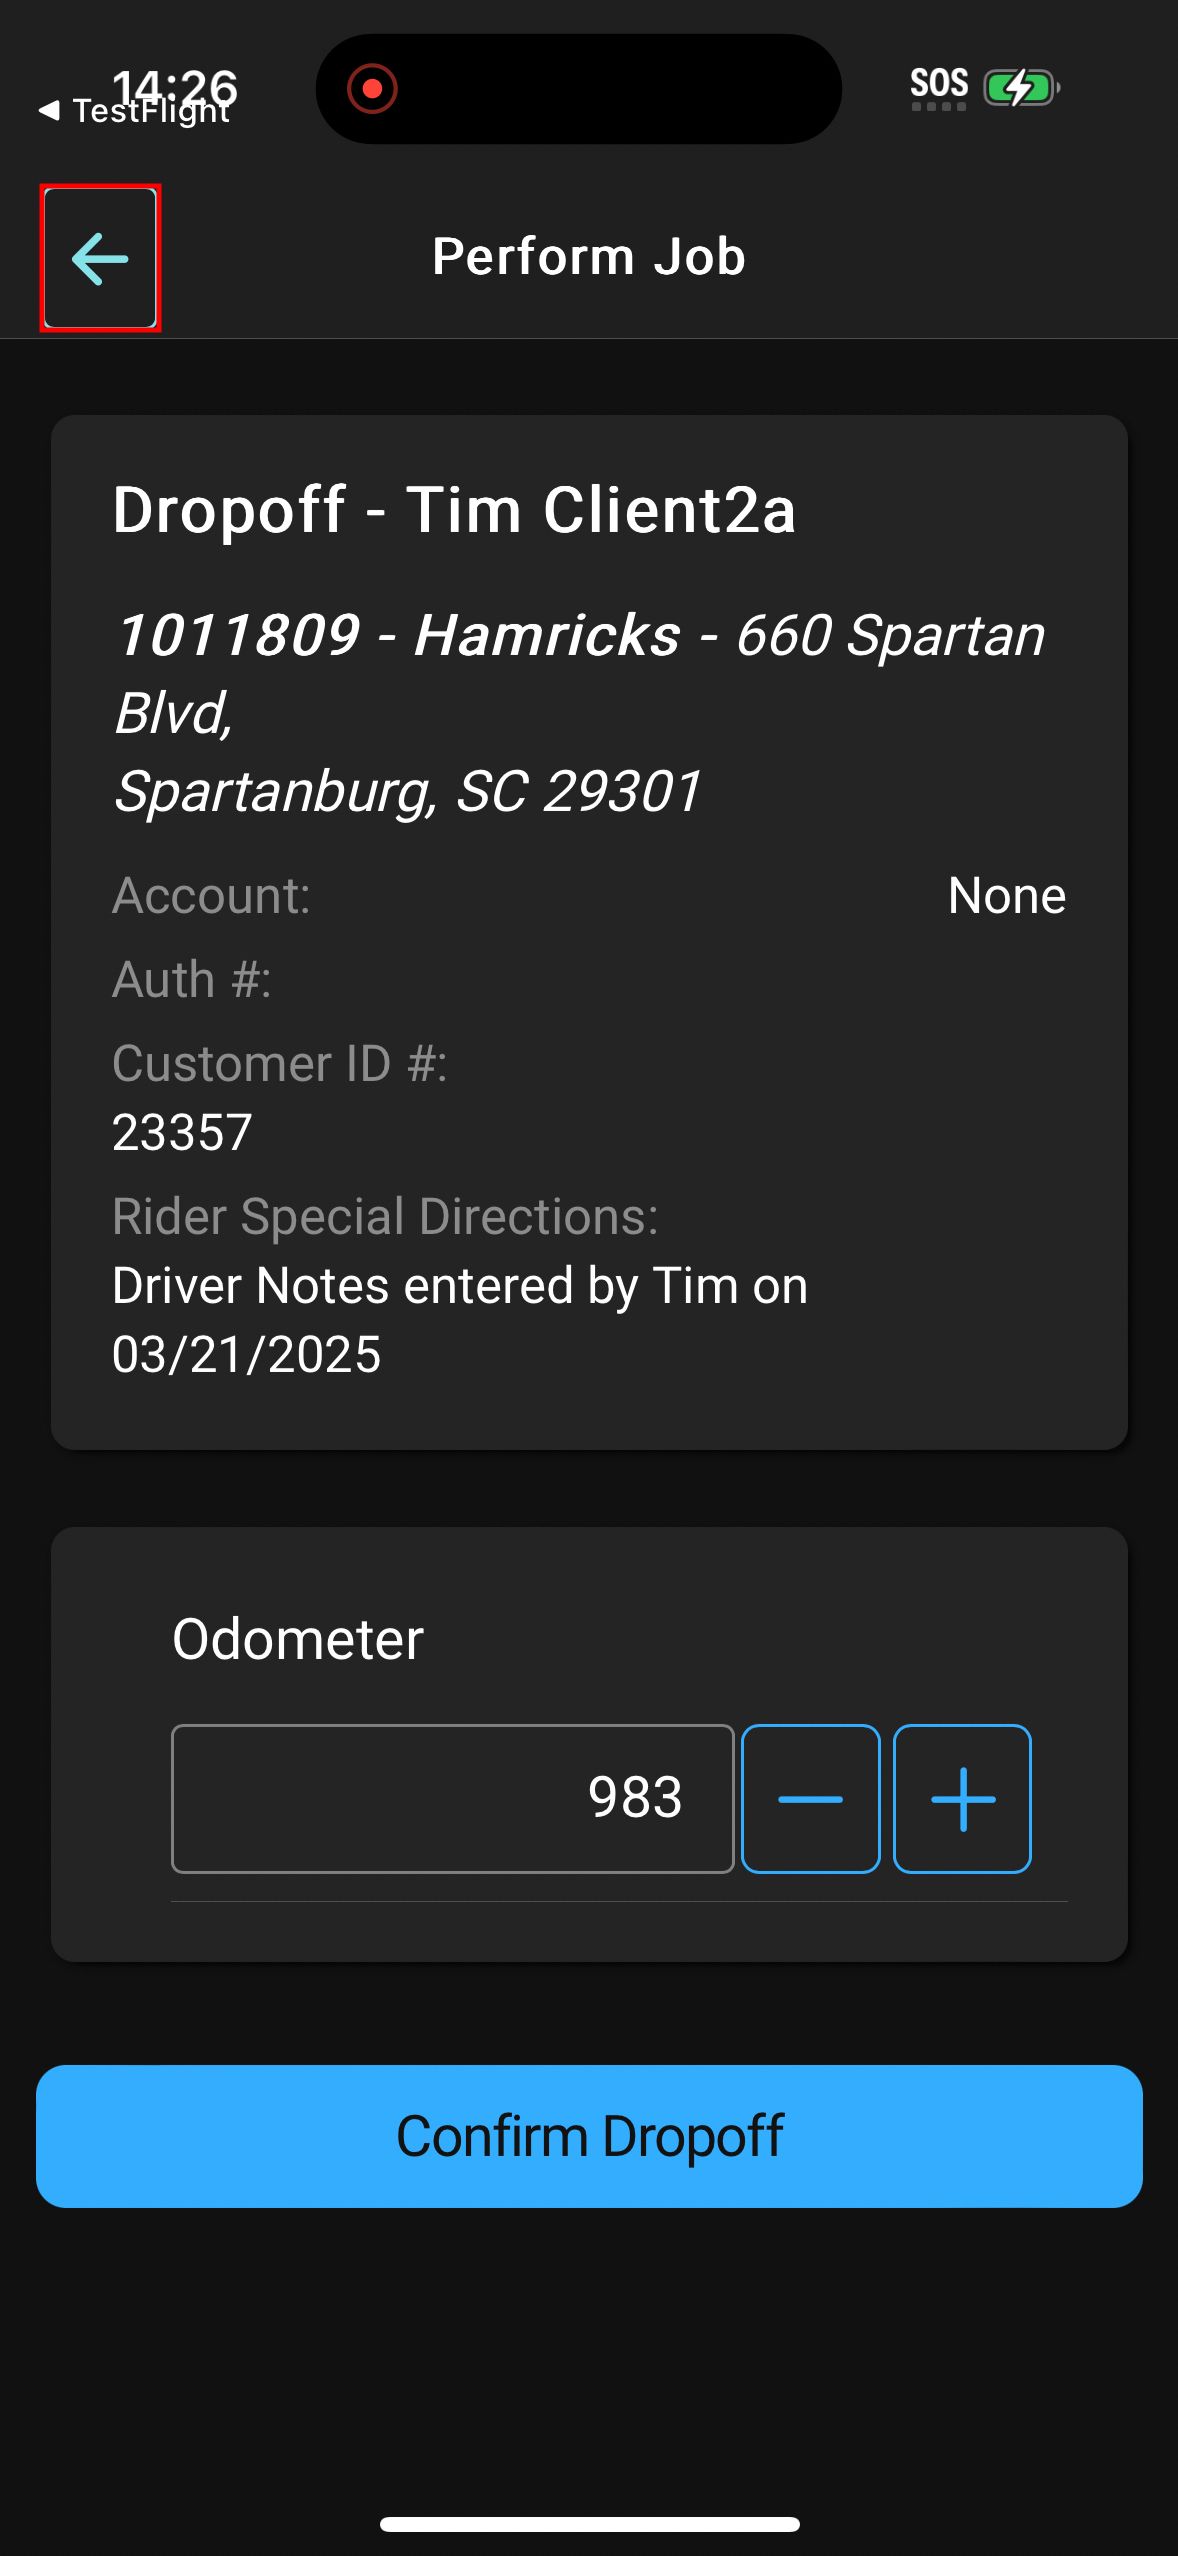 14:26
SOS
TestFlight
Perform Job
Dropoff - Tim Client2a
1011809 - Hamricks - 660 Spartan
Blvd,
Spartanburg, SC 29301
Account: None
Auth #:
Customer ID #:
23357
Rider Special Directions:
Driver Notes entered by Tim on
03/21/2025
Odometer
983
Confirm Dropoff